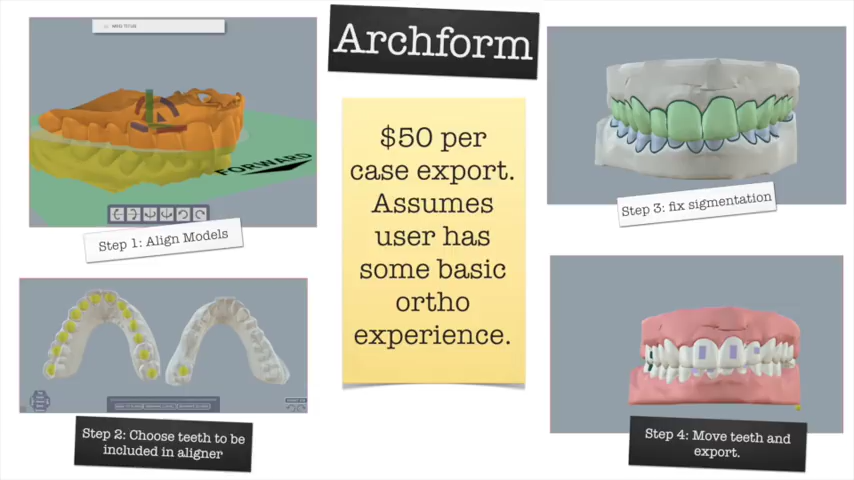 Archform
$50 per
case export.
Assumes
user has
some basic
ortho
experience.
FORWARD
Step 1: Align Models
Step 2: Choose teeth to be
included in aligner
Step 3: fix sigmentation
Step 4: Move teeth and
export.